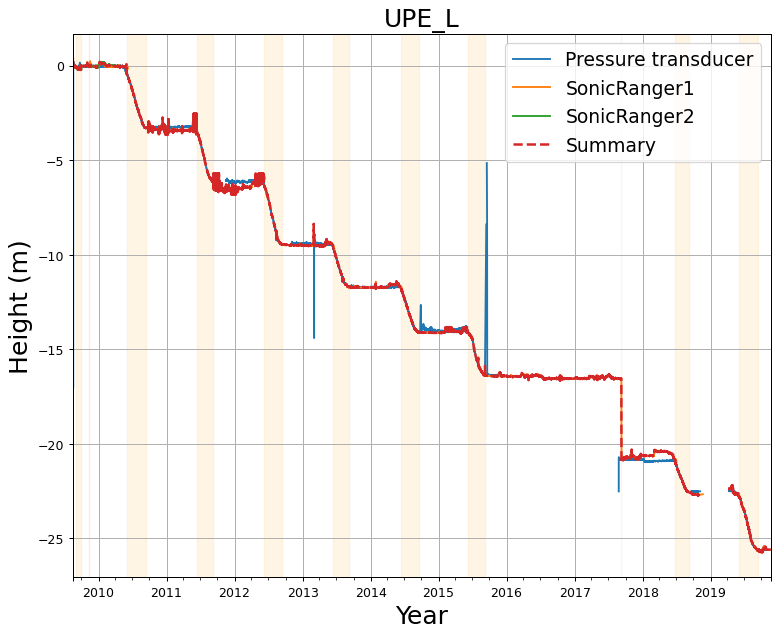 UPE_L
Pressure transducer
SonicRanger1
SonicRanger2
Summary
Height (m)
0
−5
−10
−15
−20
−25
2010 2011 2012 2013 2014 2015 2016 2017 2018 2019
Year